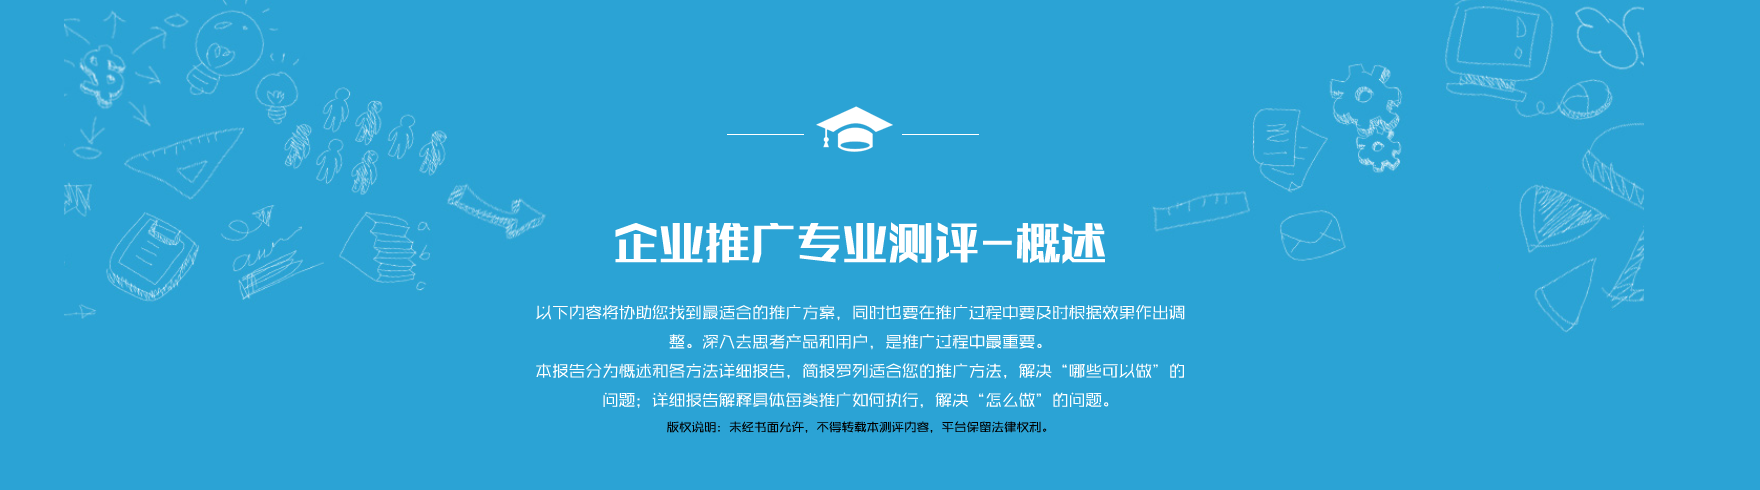 企业推广专业测评-概述
以下内容将协助您找到最适合的推广方案，同时也要在推广过程中要及时根据效果作出调
整。深入去思考产品和用户，是推广过程中最重要。
本报告分为概述和各方法详细报告，简报罗列适合您的推广方法，解决“哪些可以做”的
问题；详细报告解释具体每类推广如何执行，解决“怎么做”的问题。
版权说明：未经书面允许，不得转载本测评内容，平台保留法律权利。
a
b
c